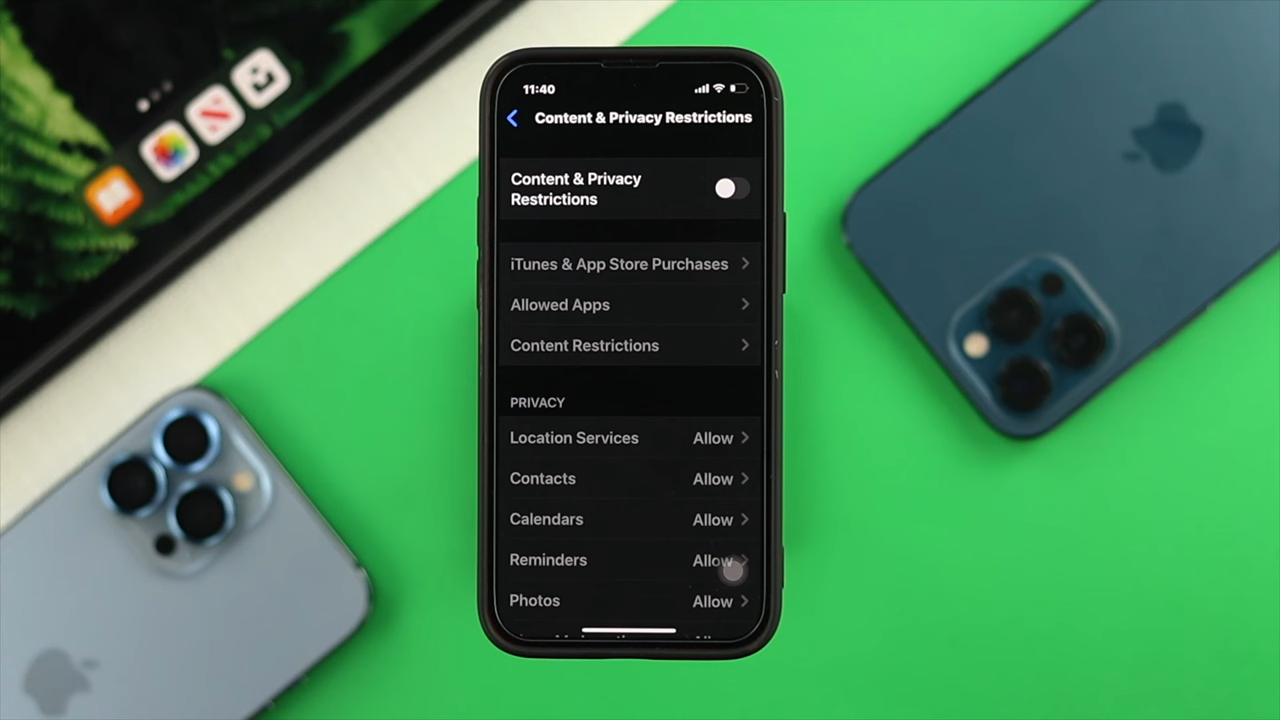 11:40
Content & Privacy Restrictions
Content & Privacy
Restrictions
iTunes & App Store Purchases
Allowed Apps
Content Restrictions
PRIVACY
Location Services Allow
Contacts Allow
Calendars Allow
Reminders Allow
Photos Allow